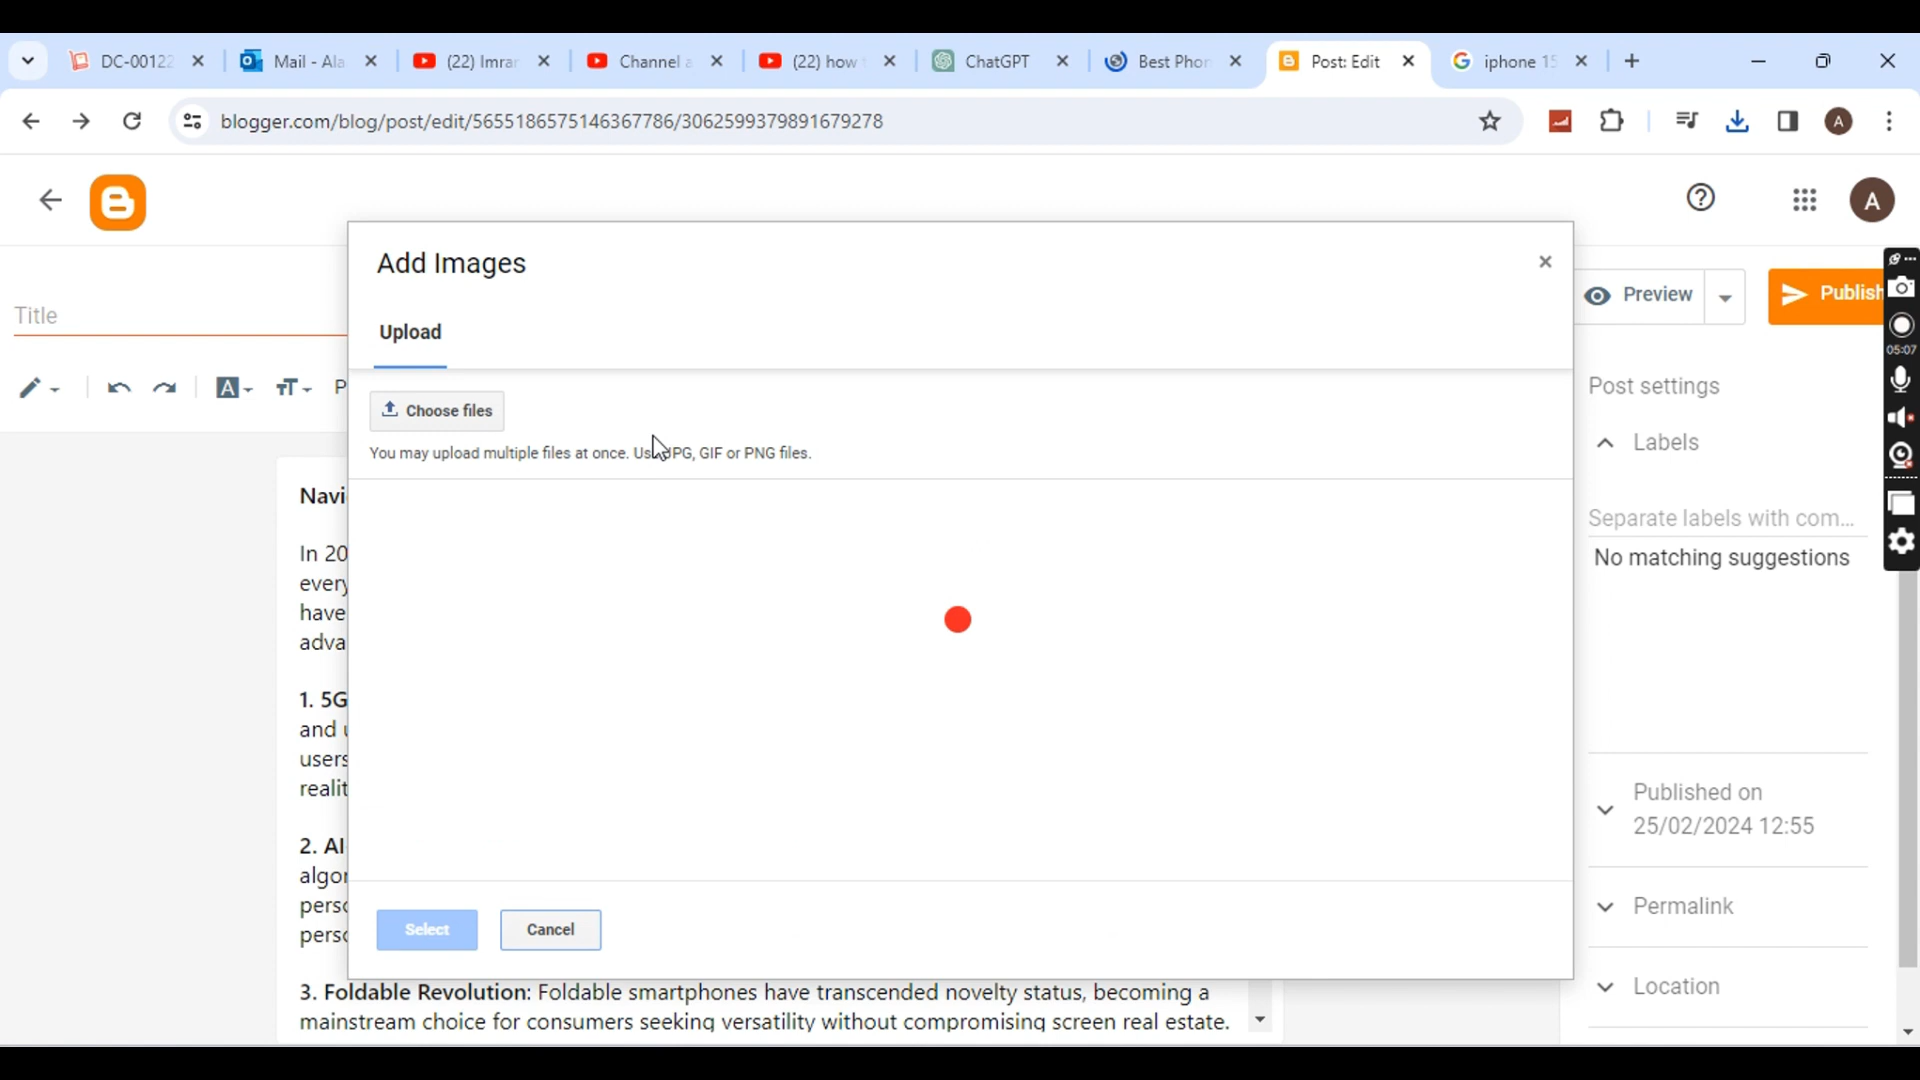 DC-00122
Mail - Ala
(22) Imra
Channel a
(22) how
ChatGPT
Best Phon
Post: Edit
iphone 15
blogger.com/blog/post/edit/5655186575146367786/3062599379891679278
A
A
Add Images
Title
Preview
Publish
Upload
05:07
Choose files
You may upload multiple files at once. Use JPG, GIF or PNG files.
Post settings
Labels
Separate labels with com...
No matching suggestions
Navi
In 20
every
have
adva
1. 5G
and
users
realit
2. AI
algor
perso
perso
Published on
25/02/2024 12:55
Permalink
Location
Select
Cancel
3. Foldable Revolution: Foldable smartphones have transcended novelty status, becoming a
mainstream choice for consumers seeking versatility without compromising screen real estate.